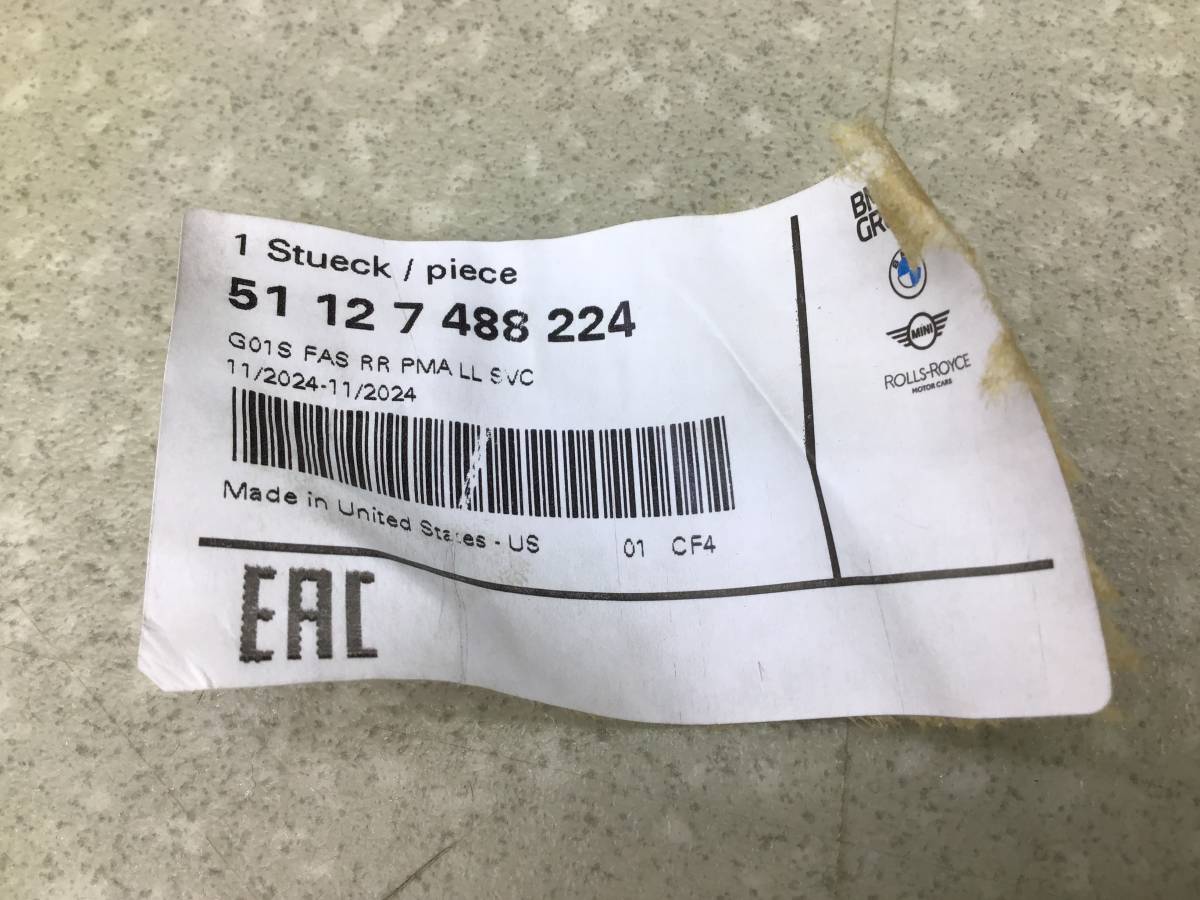 1 Stueck / piece
51 12 7 488 224
G01S FAS RR PMA LL SVC
11/2024-11/2024
Made in United States - US 01 CF4
EAC
MINI
ROLLS-ROYCE
MOTOR CARS